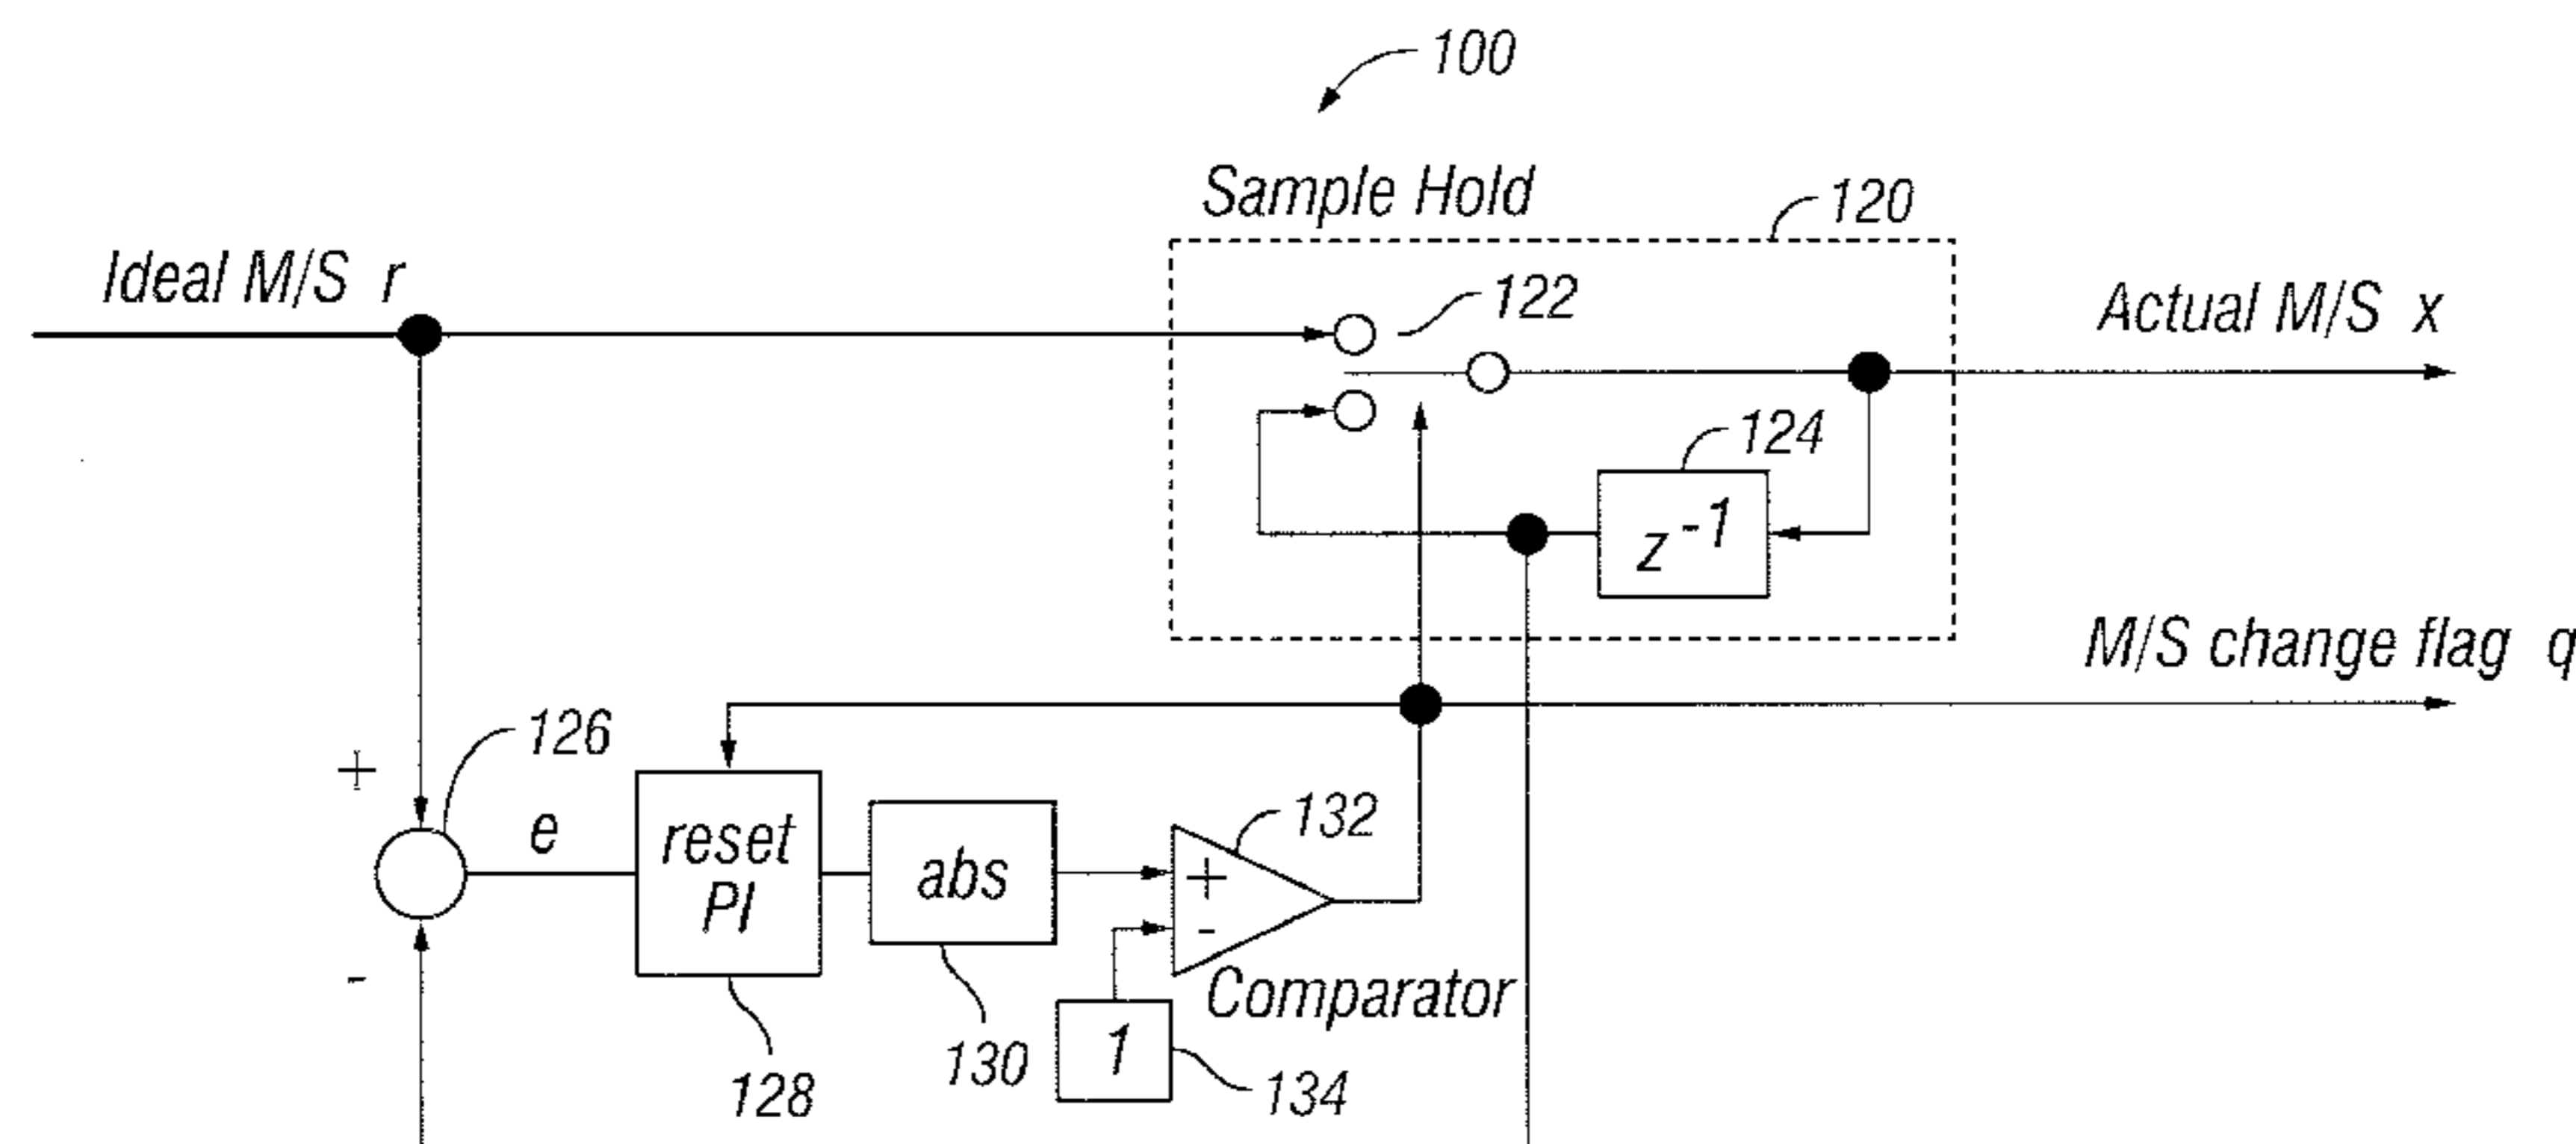 100
Sample Hold
120
Ideal M/S r
122
Actual M/S x
124
z -1
M/S change flag q
126
+
e
reset
PI
abs
132
+
-
-
Comparator
1
128
130
134